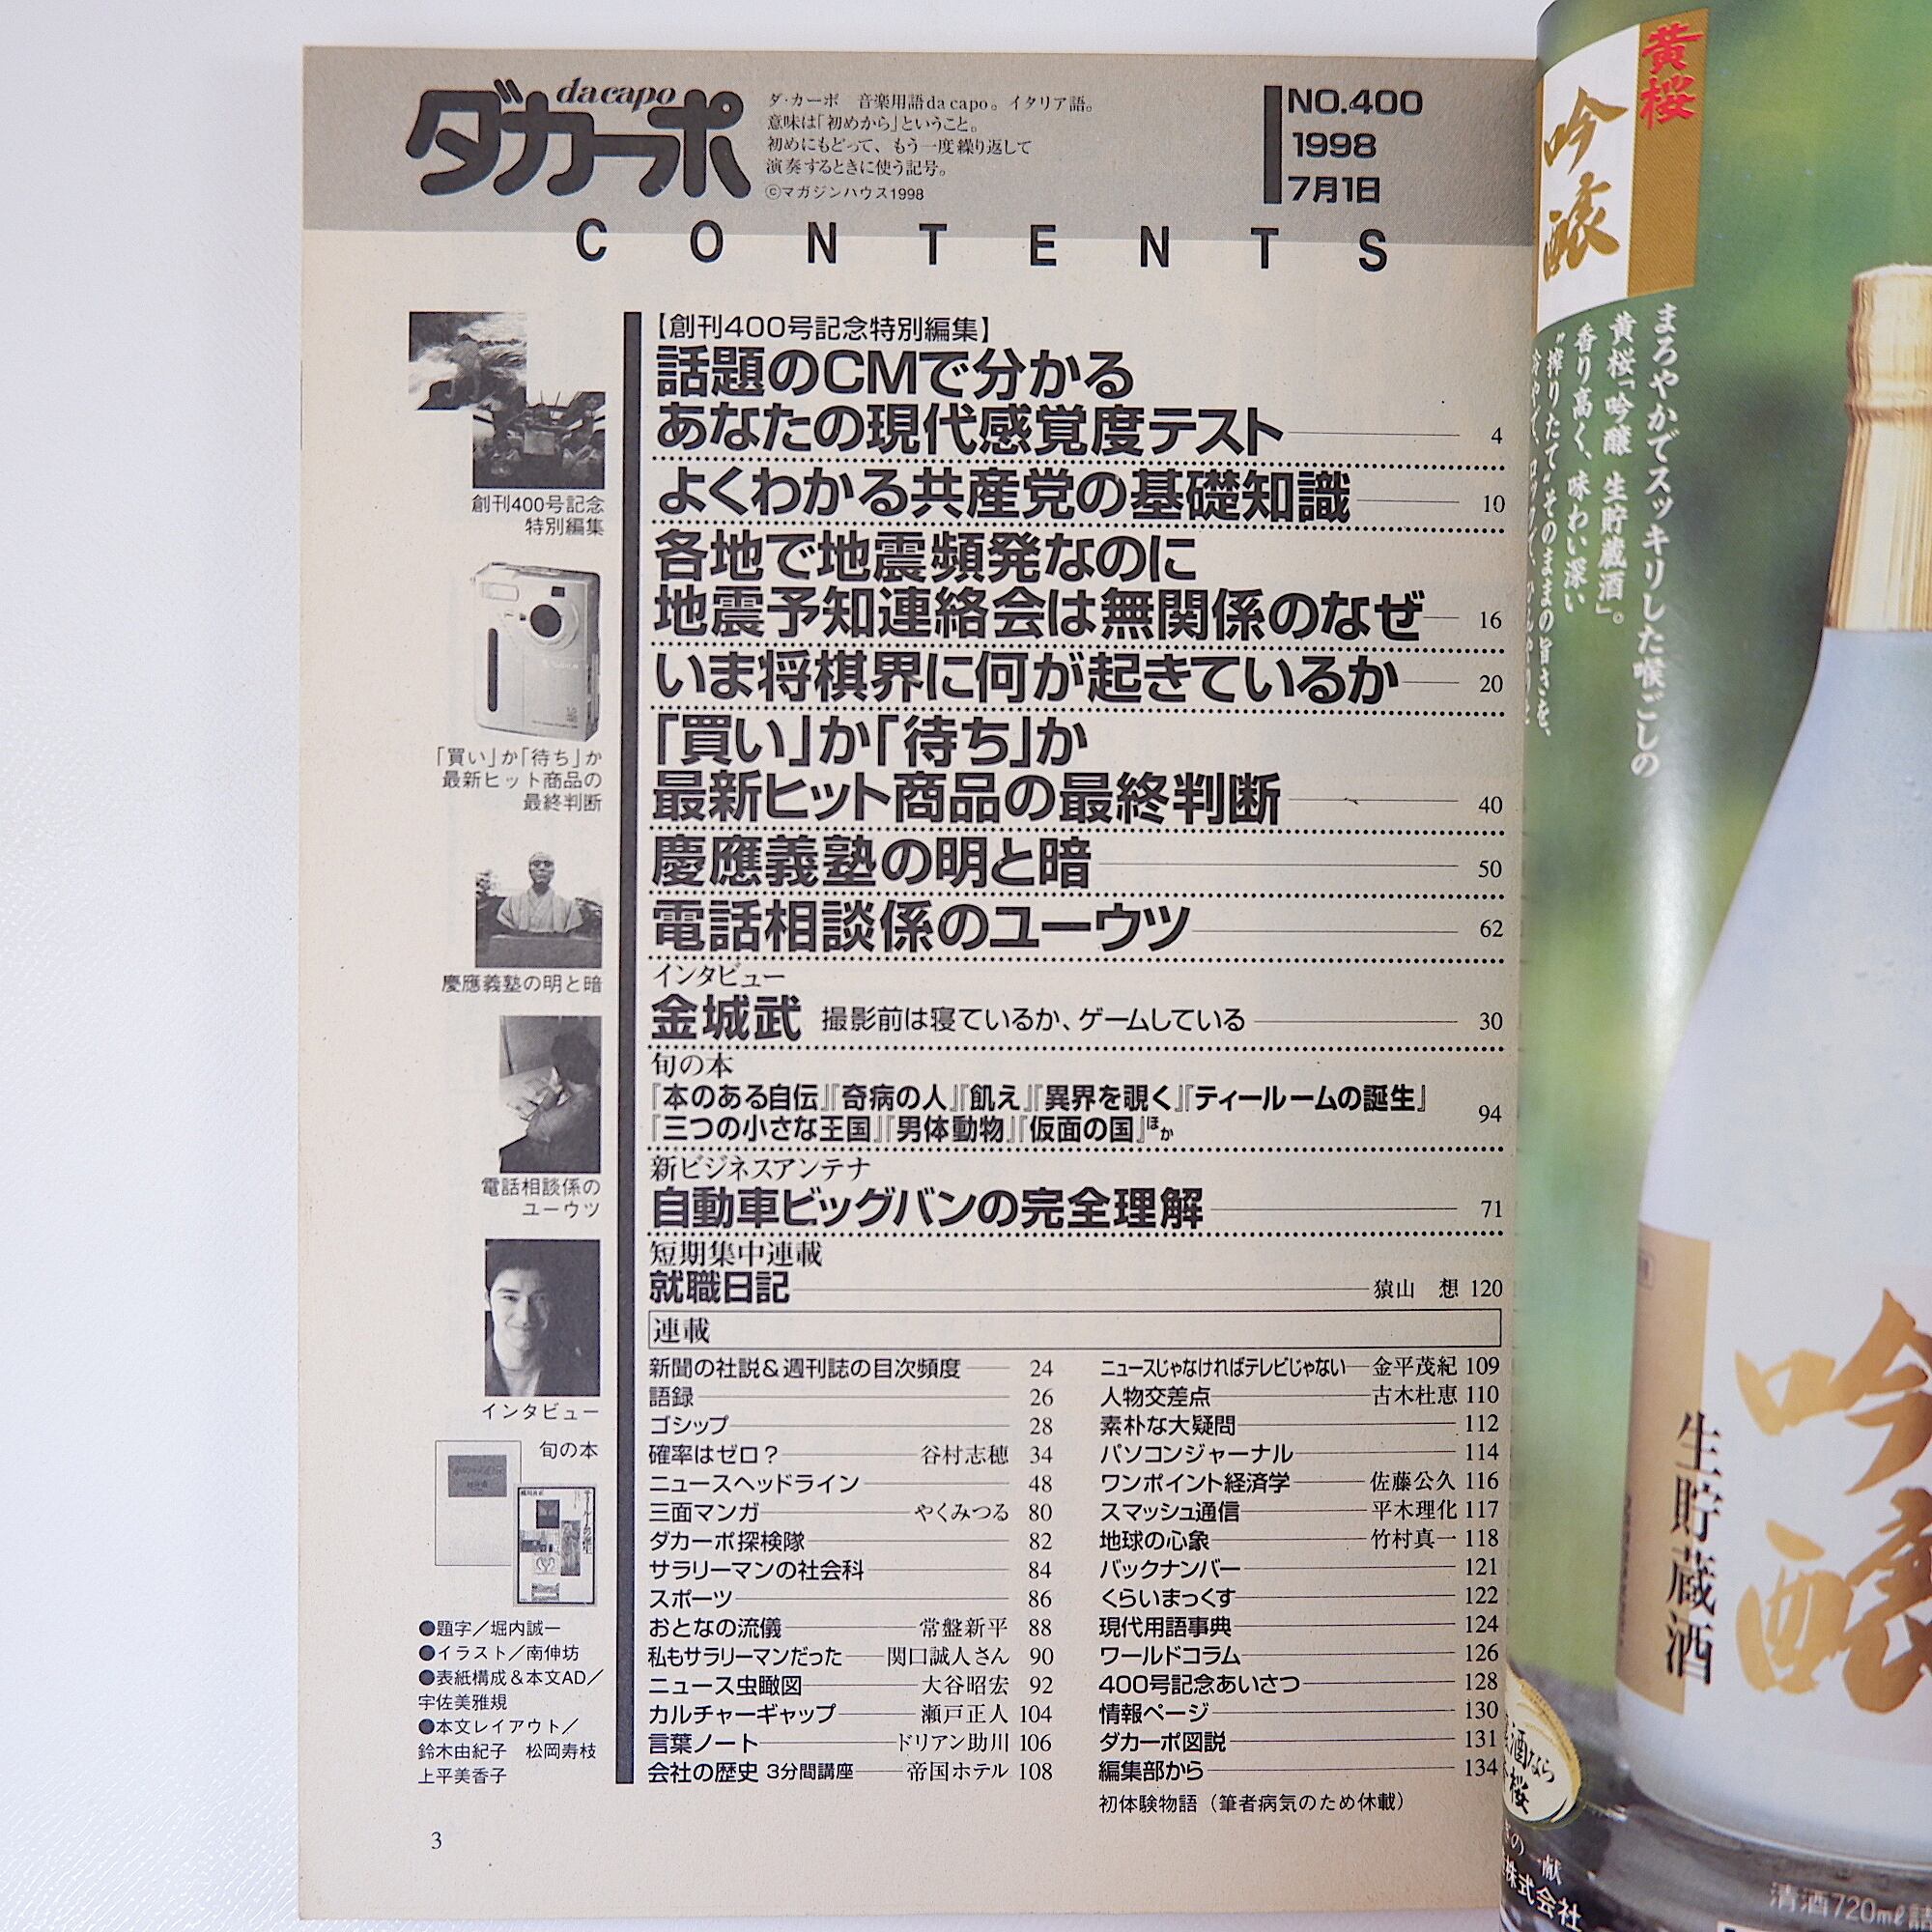 da capo
ダカーポ
ダ・カーポ　音楽用語da capo。イタリア語。
意味は「初めから」ということ。
初めにもどって、もう一度繰り返して
演奏するときに使う記号。
©マガジンハウス1998
NO.400
1998
7月1日
CONTENTS
創刊400号記念
特別編集
「買い」か「待ち」か
最新ヒット商品の
最終判断
慶應義塾の明と暗
電話相談係の
ユーウツ
インタビュー
旬の本
●題字／堀内誠一
●イラスト／南伸坊
●表紙構成＆本文AD／
宇佐美雅規
●本文レイアウト／
鈴木由紀子　松岡寿枝
上平美香子
3
【創刊400号記念特別編集】
話題のCMで分かる
あなたの現代感覚度テスト 4
よくわかる共産党の基礎知識 10
各地で地震頻発なのに
地震予知連絡会は無関係のなぜ 16
いま将棋界に何が起きているか 20
「買い」か「待ち」か
最新ヒット商品の最終判断 40
慶應義塾の明と暗 50
電話相談係のユーウツ 62
インタビュー
金城武 撮影前は寝ているか、ゲームしている 30
旬の本
『本のある自伝』『奇病の人』『飢え』『異界を覗く』『ティールームの誕生』
『三つの小さな王国』『男体動物』『仮面の国』ほか 94
新ビジネスアンテナ
自動車ビッグバンの完全理解 71
短期集中連載
就職日記 猿山　想 120
連載
新聞の社説＆週刊誌の目次頻度 24
語録 26
ゴシップ 28
確率はゼロ？ 谷村志穂 34
ニュースヘッドライン 48
三面マンガ やくみつる 80
ダカーポ探検隊 82
サラリーマンの社会科 84
スポーツ 86
おとなの流儀 常盤新平 88
私もサラリーマンだった 関口誠人さん 90
ニュース虫瞰図 大谷昭宏 92
カルチャーギャップ 瀬戸正人 104
言葉ノート ドリアン助川 106
会社の歴史 3分間講座 帝国ホテル 108
ニュースじゃなければテレビじゃない 金平茂紀 109
人物交差点 古木杜恵 110
素朴な大疑問 112
パソコンジャーナル 114
ワンポイント経済学 佐藤公久 116
スマッシュ通信 平木理化 117
地球の心象 竹村真一 118
バックナンバー 121
くらいまっくす 122
現代用語事典 124
ワールドコラム 126
400号記念あいさつ 128
情報ページ 130
ダカーポ図説 131
編集部から 134
初体験物語（筆者病気のため休載）
黄桜
吟醸
まろやかでスッキリした喉ごしの
黄桜「吟醸 生貯蔵酒」。
香り高く、味わい深い
“搾りたて”そのままの旨さを、
吟醸
生貯蔵酒
酒なら
桜
の一献
株式会社
清酒720ml詰